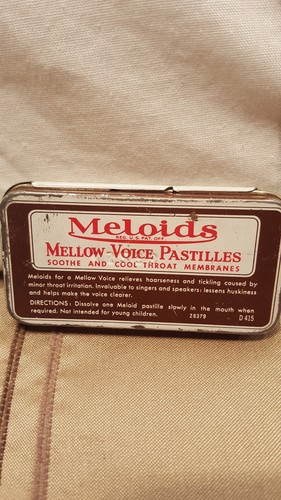 Meloids
REG. U.S. PAT. OFF.
MELLOW-VOICE PASTILLES
SOOTHE AND COOL THROAT MEMBRANES
Meloids for a Mellow Voice relieves hoarseness and tickling caused by
minor throat irritation. Invaluable to singers and speakers: lessens huskiness
and helps make the voice clearer.
DIRECTIONS: Dissolve one Meloid pastille slowly in the mouth when
required. Not intended for young children. 28379 D 415